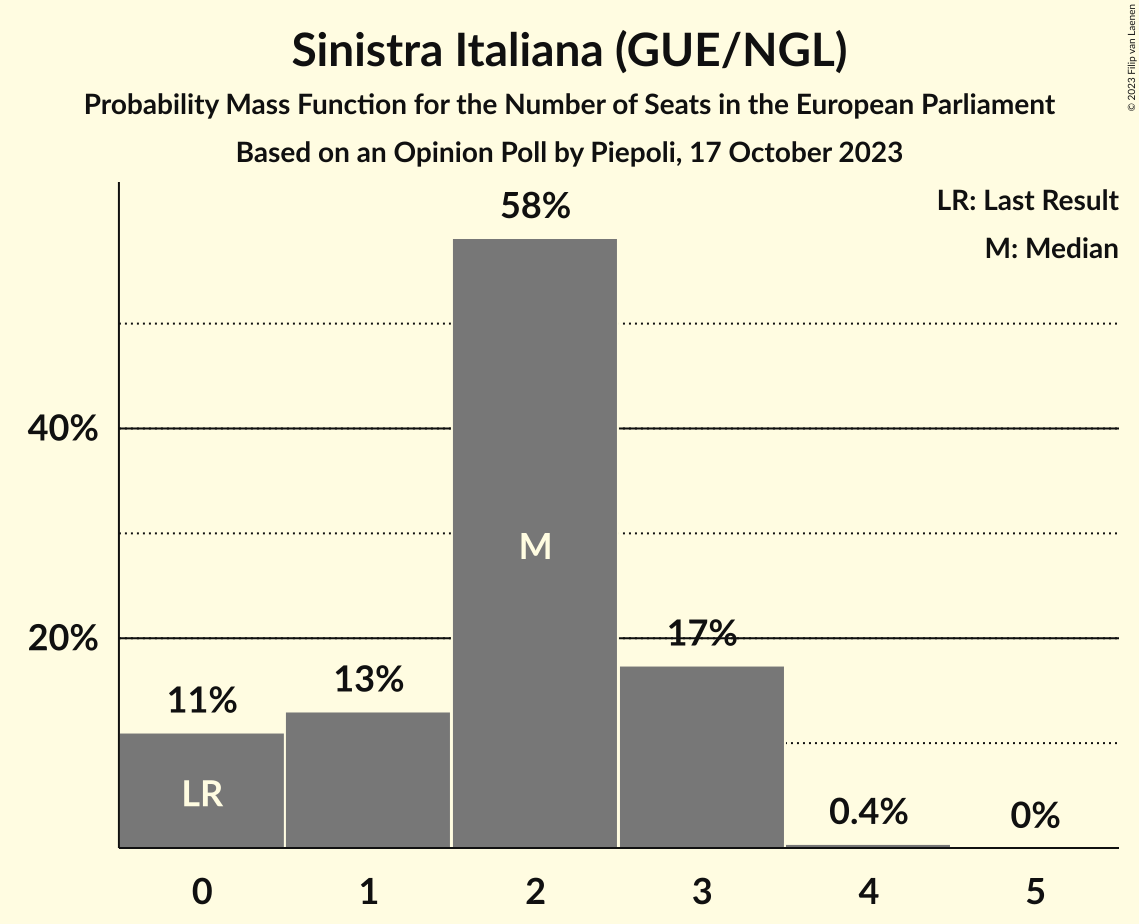 Sinistra Italiana (GUE/NGL)
Probability Mass Function for the Number of Seats in the European Parliament
Based on an Opinion Poll by Piepoli, 17 October 2023
© 2023 Filip van Laenen
LR: Last Result
M: Median
58%
40%
M
20%
17%
13%
11%
LR
0.4%
0%
0 1 2 3 4 5